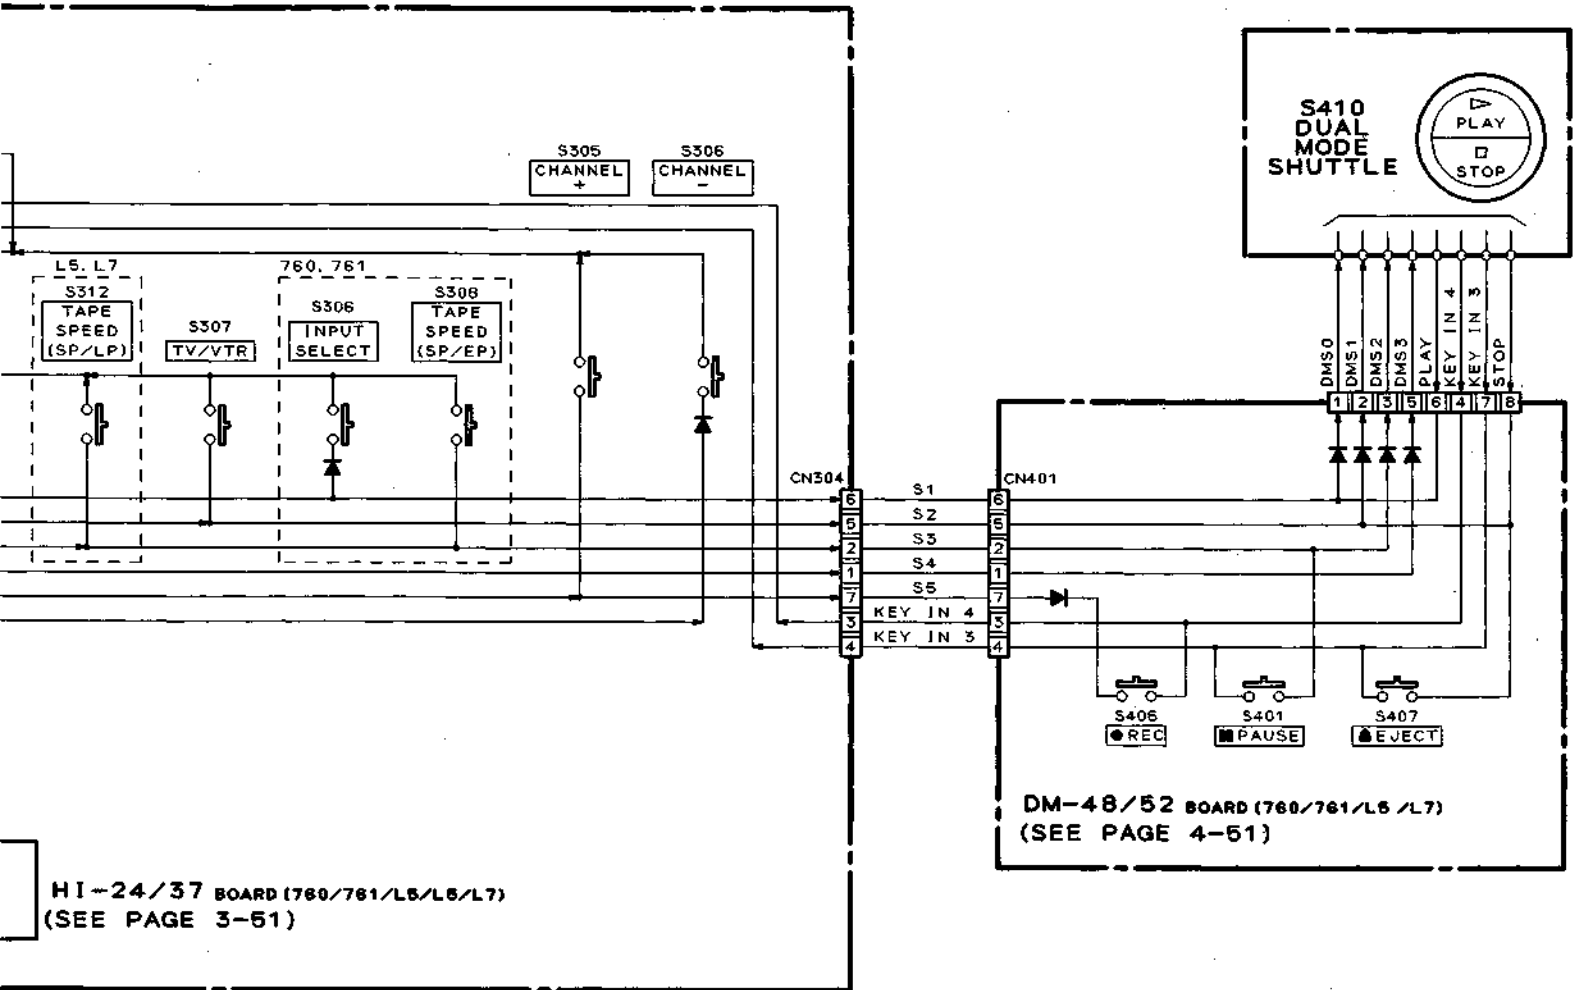 S410
DUAL
MODE
SHUTTLE
PLAY
STOP
S305
CHANNEL
+
S306
CHANNEL
-
L5. L7
S312
TAPE
SPEED
(SP/LP)
S307
TV/VTR
760. 761
S306
INPUT
SELECT
S308
TAPE
SPEED
(SP/EP)
DMS0
DMS1
DMS2
DMS3
PLAY
KEY IN 4
KEY IN 3
STOP
1 2 3 5 6 4 7 8
CN304
CN401
6 S1 6
5 S2 5
2 S3 2
1 S4 1
7 S5 7
3 KEY IN 4 3
4 KEY IN 3 4
S406
REC
S401
PAUSE
S407
EJECT
DM-48/52 BOARD (760/761/L5 /L7)
(SEE PAGE 4-51)
HI-24/37 BOARD (760/761/L5/L5/L7)
(SEE PAGE 3-51)